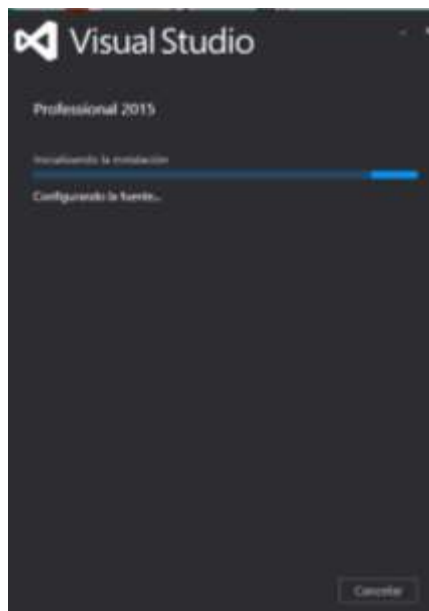 Visual Studio
Professional 2015
Inicializando la instalación
Configurando la fuente...
Cancelar